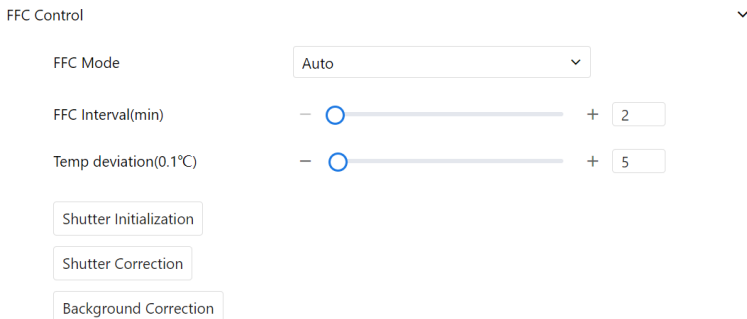 FFC Control
FFC Mode Auto
FFC Interval(min) − + 2
Temp deviation(0.1℃) − + 5
Shutter Initialization
Shutter Correction
Background Correction